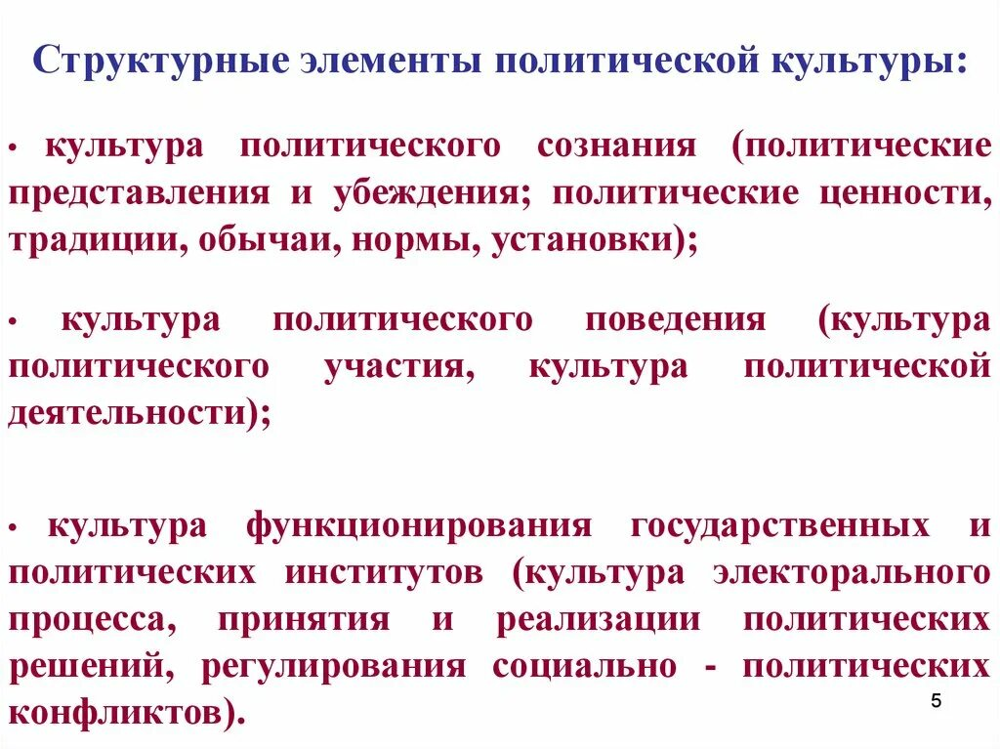 Структурные элементы политической культуры:
• культура политического сознания (политические
представления и убеждения; политические ценности,
традиции, обычаи, нормы, установки);
• культура политического поведения (культура
политического участия, культура политической
деятельности);
• культура функционирования государственных и
политических институтов (культура электорального
процесса, принятия и реализации политических
решений, регулирования социально - политических
конфликтов).
5